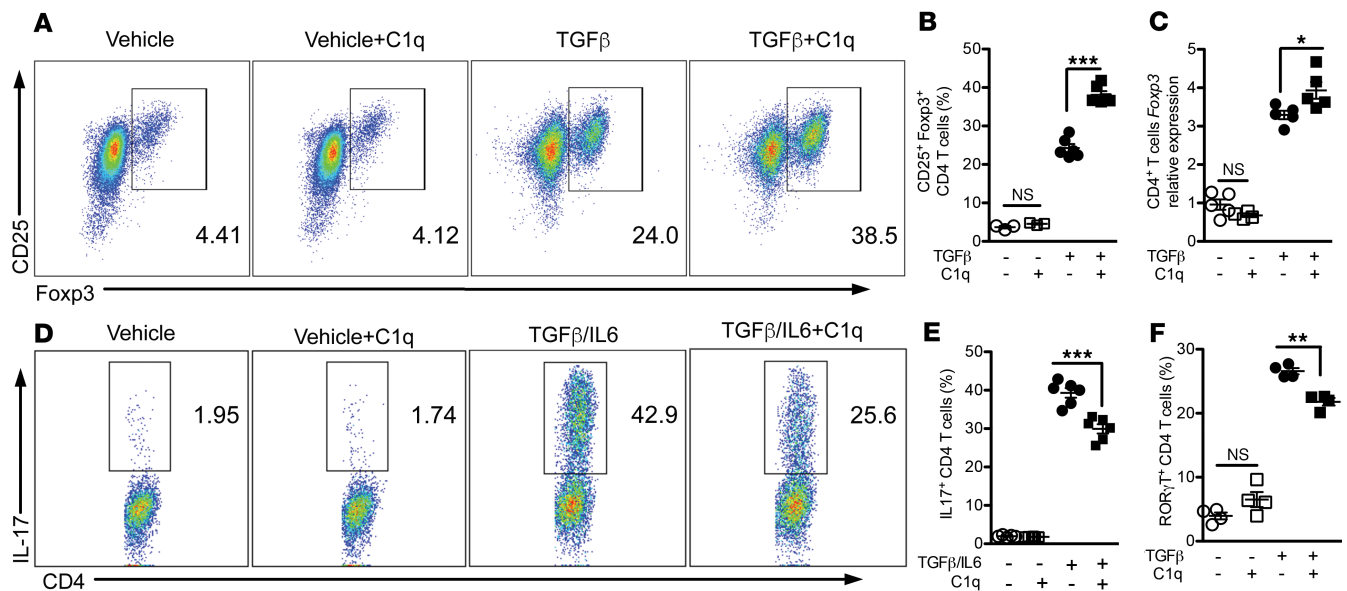 A
Vehicle
Vehicle+C1q
TGFβ
TGFβ+C1q
CD25
4.41
4.12
24.0
38.5
Foxp3
B
CD25⁺ Foxp3⁺
CD4 T cells (%)
50
40
30
20
10
0
NS
***
TGFβ - - + +
C1q - + - +
C
CD4⁺ T cells Foxp3
relative expression
5
4
3
2
1
0
NS
*
TGFβ - - + +
C1q - + - +
D
Vehicle
Vehicle+C1q
TGFβ/IL6
TGFβ/IL6+C1q
IL-17
1.95
1.74
42.9
25.6
CD4
E
IL17⁺ CD4 T cells (%)
50
40
30
20
10
0
***
TGFβ/IL6 - - + +
C1q - + - +
F
RORγT⁺ CD4 T cells (%)
30
20
10
0
NS
**
TGFβ - - + +
C1q - + - +